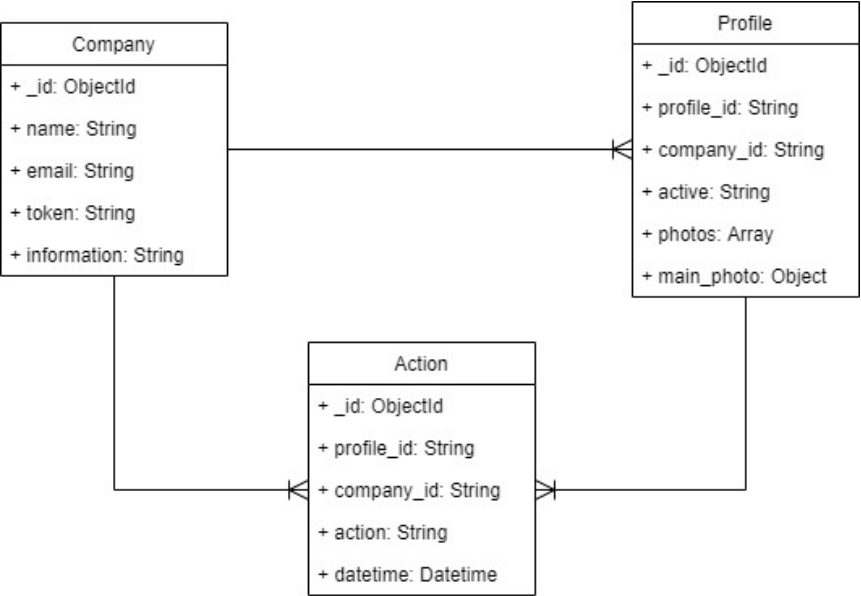 Company
+ _id: ObjectId
+ name: String
+ email: String
+ token: String
+ information: String
Profile
+ _id: ObjectId
+ profile_id: String
+ company_id: String
+ active: String
+ photos: Array
+ main_photo: Object
Action
+ _id: ObjectId
+ profile_id: String
+ company_id: String
+ action: String
+ datetime: Datetime